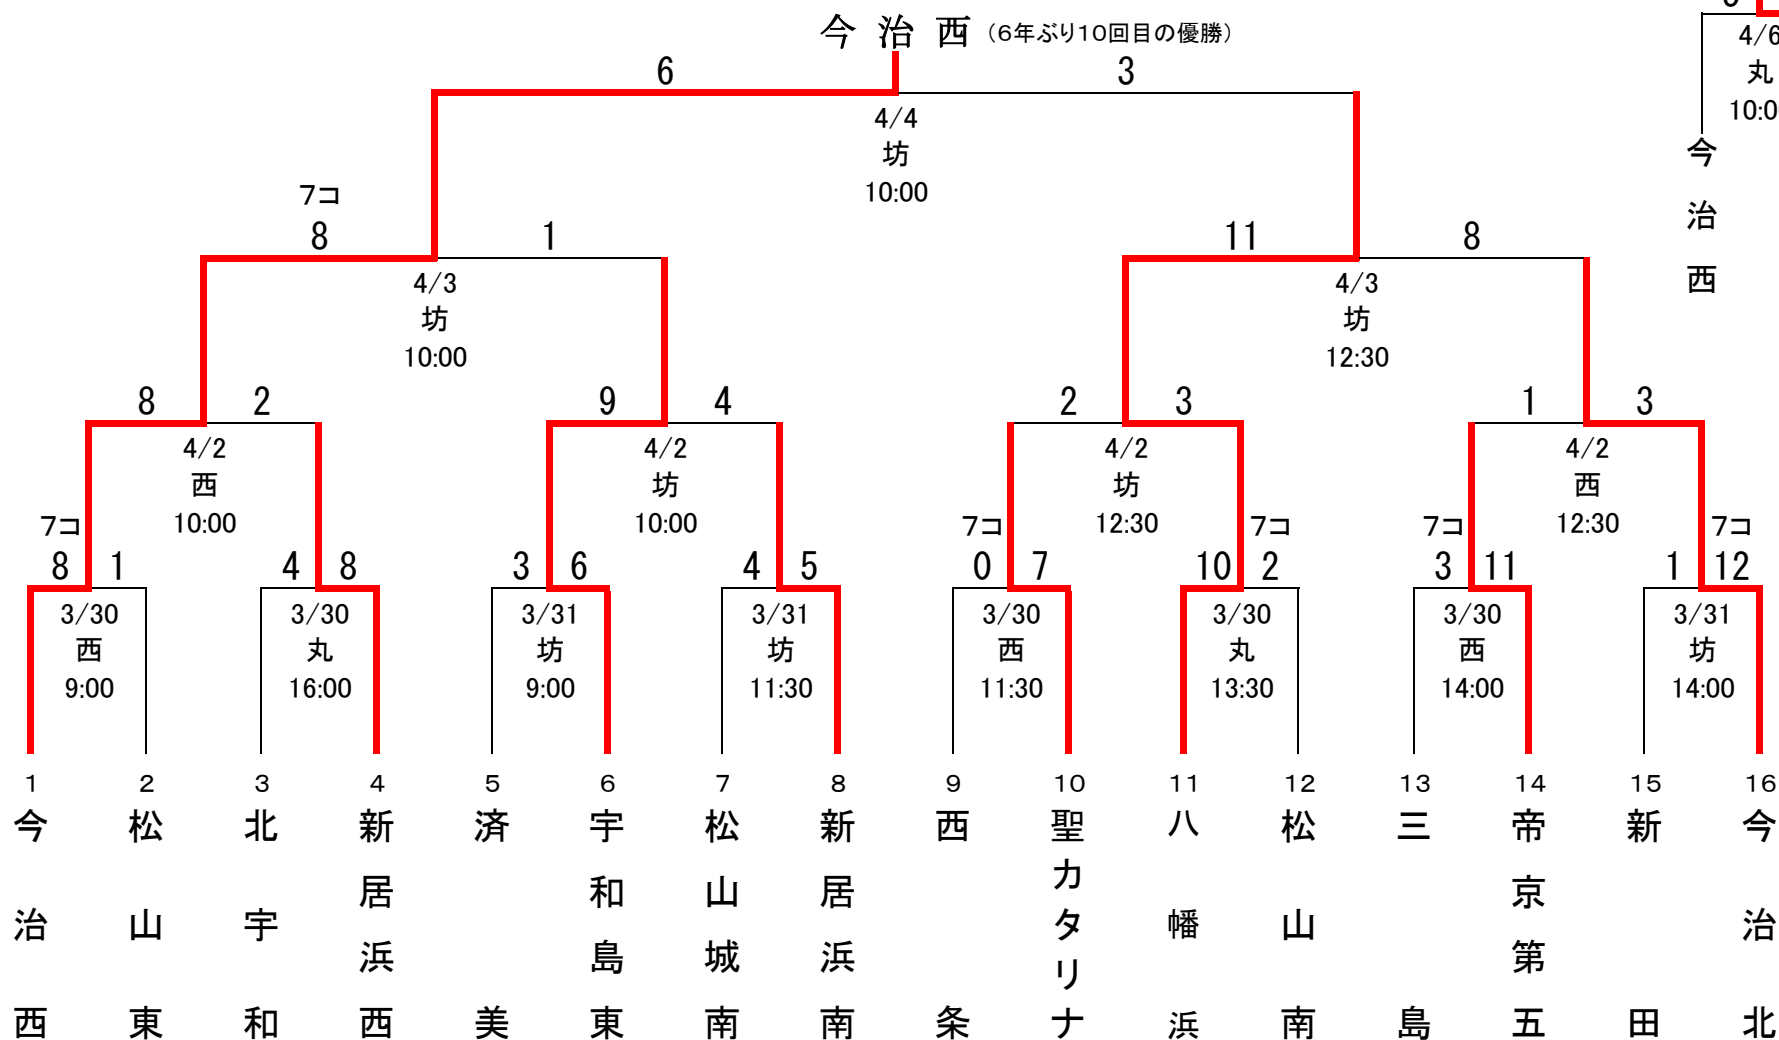 今治西（6年ぶり10回目の優勝）
6 3
4/4
坊
10:00
4/6
丸
今治西
7コ
8 1
4/3
坊
10:00
11 8
4/3
坊
12:30
8 2
4/2
西
10:00
9 4
4/2
坊
10:00
2 3
4/2
坊
12:30
1 3
4/2
西
12:30
7コ
8 1
3/30
西
9:00
4 8
3/30
丸
16:00
3 6
3/31
坊
9:00
4 5
3/31
坊
11:30
7コ
0 7
3/30
西
11:30
7コ
10 2
3/30
丸
13:30
7コ
3 11
3/30
西
14:00
7コ
1 12
3/31
坊
14:00
1 今治西
2 松山東
3 北宇和
4 新居浜西
5 済美
6 宇和島東
7 松山城南
8 新居浜南
9 西条
10 聖カタリナ
11 八幡浜
12 松山南
13 三島
14 帝京第五
15 新田
16 今治北